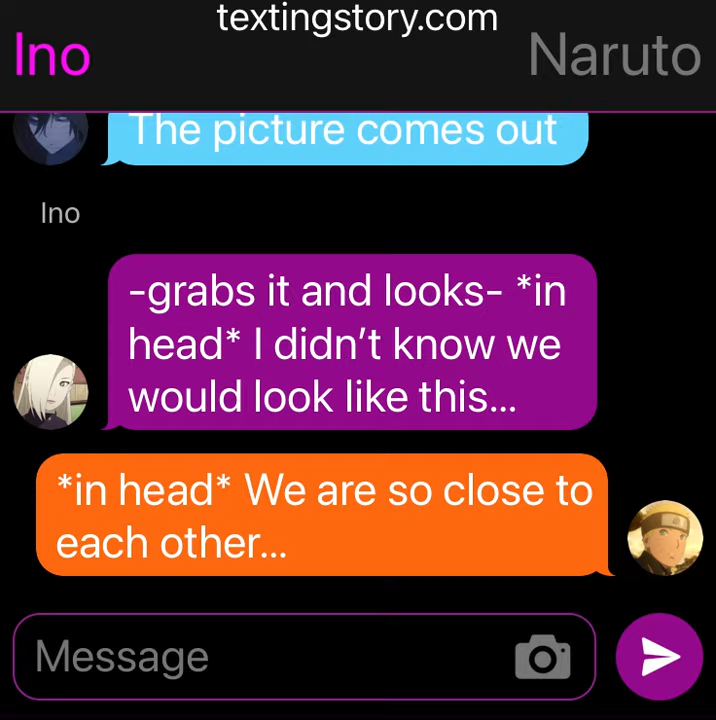 textingstory.com
Ino
Naruto
The picture comes out
Ino
-grabs it and looks- *in
head* I didn’t know we
would look like this...
*in head* We are so close to
each other...
Message